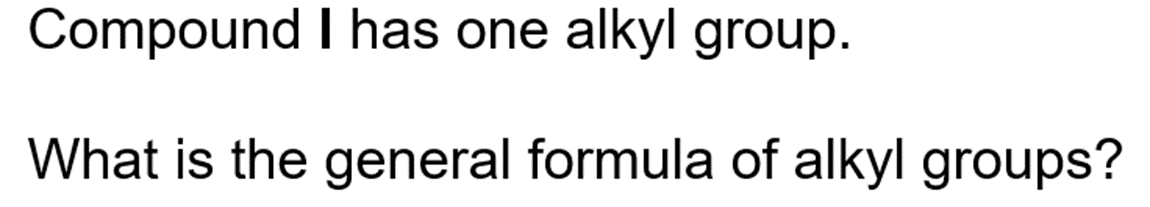 Compound I has one alkyl group.
What is the general formula of alkyl groups?